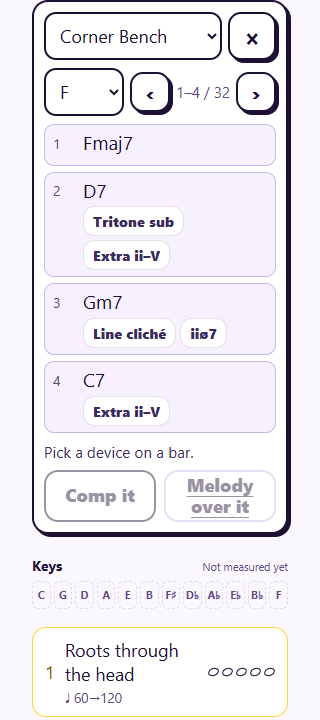 Corner Bench ×
F ‹ 1–4 / 32 ›
1 Fmaj7
2 D7
Tritone sub
Extra ii–V
3 Gm7
Line cliché iiø7
4 C7
Extra ii–V
Pick a device on a bar.
Comp it Melody
over it
Keys Not measured yet
C G D A E B F♯ D♭ A♭ E♭ B♭ F
1 Roots through
the head
♩ 60→120